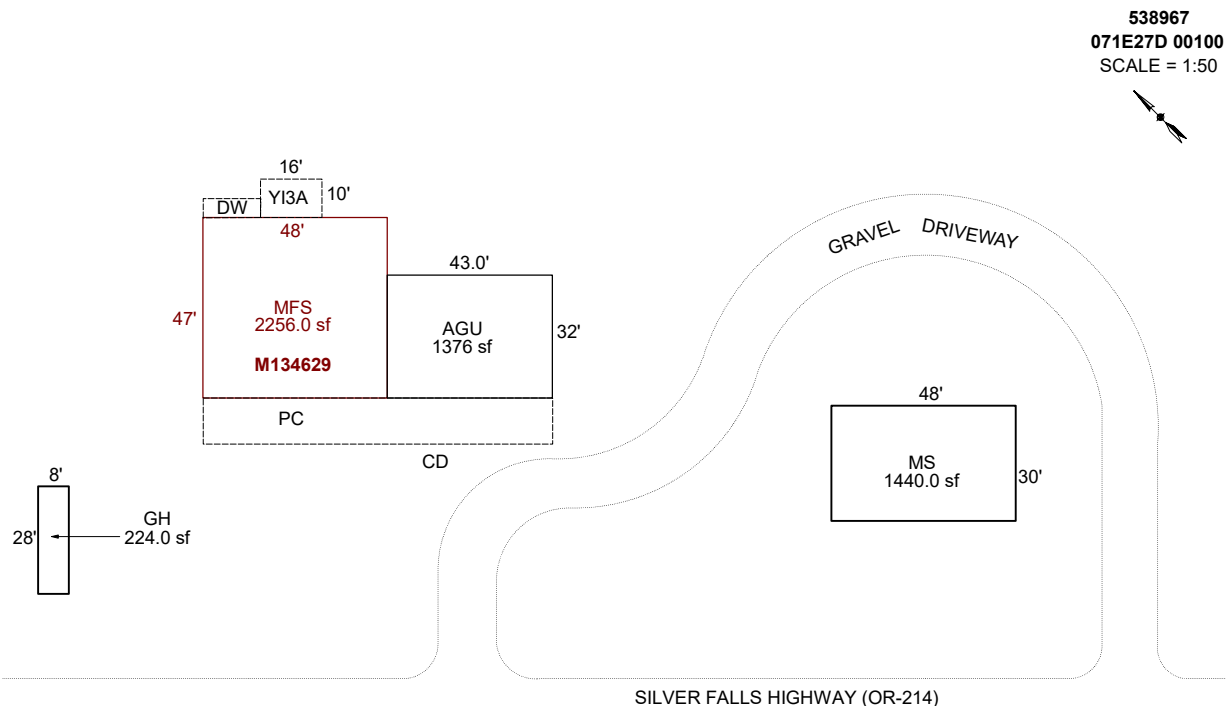 538967
071E27D 00100
SCALE = 1:50
16'
YI3A
10'
DW
48'
GRAVEL DRIVEWAY
43.0'
47'
MFS
2256.0 sf
M134629
AGU
1376 sf
32'
48'
PC
CD
MS
1440.0 sf
30'
8'
28'
GH
224.0 sf
SILVER FALLS HIGHWAY (OR-214)